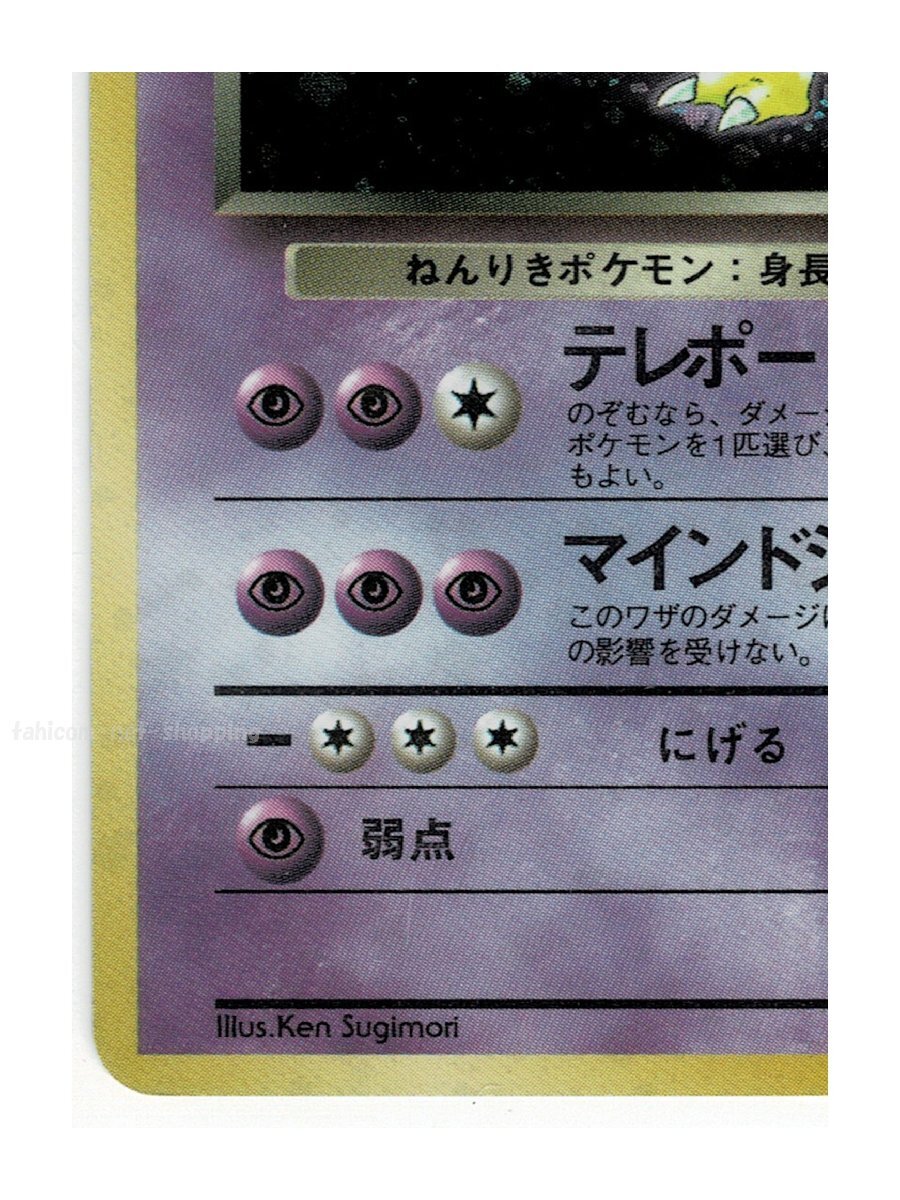 ねんりきポケモン：身長
テレポー
のぞむなら、ダメー
ポケモンを1匹選び、
もよい。
マインドシ
このワザのダメージ
の影響を受けない。
にげる
弱点
Illus.Ken Sugimori